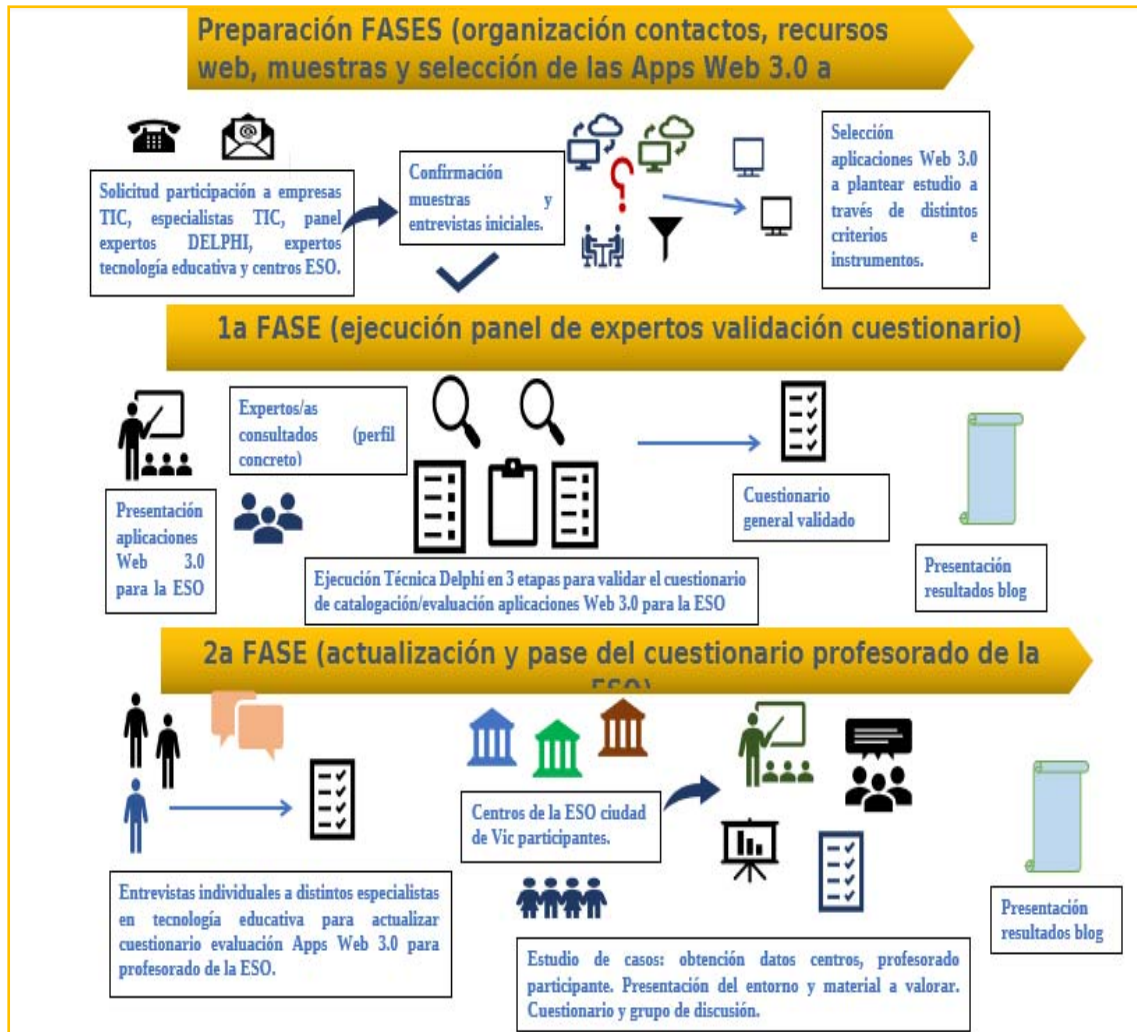 Preparación FASES (organización contactos, recursos
web, muestras y selección de las Apps Web 3.0 a
Solicitud participación a empresas
TIC, especialistas TIC, panel
expertos DELPHI, expertos
tecnología educativa y centros ESO.
Confirmación
muestras y
entrevistas iniciales.
Selección
aplicaciones Web 3.0
a plantear estudio a
través de distintos
criterios e
instrumentos.
1a FASE (ejecución panel de expertos validación cuestionario)
Presentación
aplicaciones
Web 3.0
para la ESO
Expertos/as
consultados (perfil
concreto)
Ejecución Técnica Delphi en 3 etapas para validar el cuestionario
de catalogación/evaluación aplicaciones Web 3.0 para la ESO
Cuestionario
general validado
Presentación
resultados blog
2a FASE (actualización y pase del cuestionario profesorado de la
ESO)
Entrevistas individuales a distintos especialistas
en tecnología educativa para actualizar
cuestionario evaluación Apps Web 3.0 para
profesorado de la ESO.
Centros de la ESO ciudad
de Vic participantes.
Estudio de casos: obtención datos centros, profesorado
participante. Presentación del entorno y material a valorar.
Cuestionario y grupo de discusión.
Presentación
resultados blog